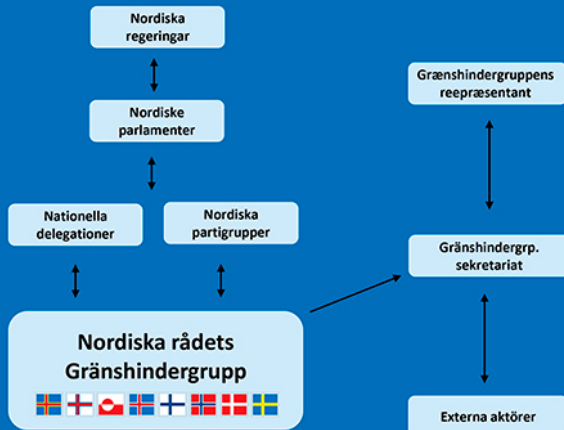 Nordiska
regeringar
Nordiske
parlamenter
Nationella
delegationer
Nordiska
partigrupper
Nordiska rådets
Gränshindergrupp
Grænshindergruppens
reepræsentant
Gränshindergrp.
sekretariat
Externa aktörer